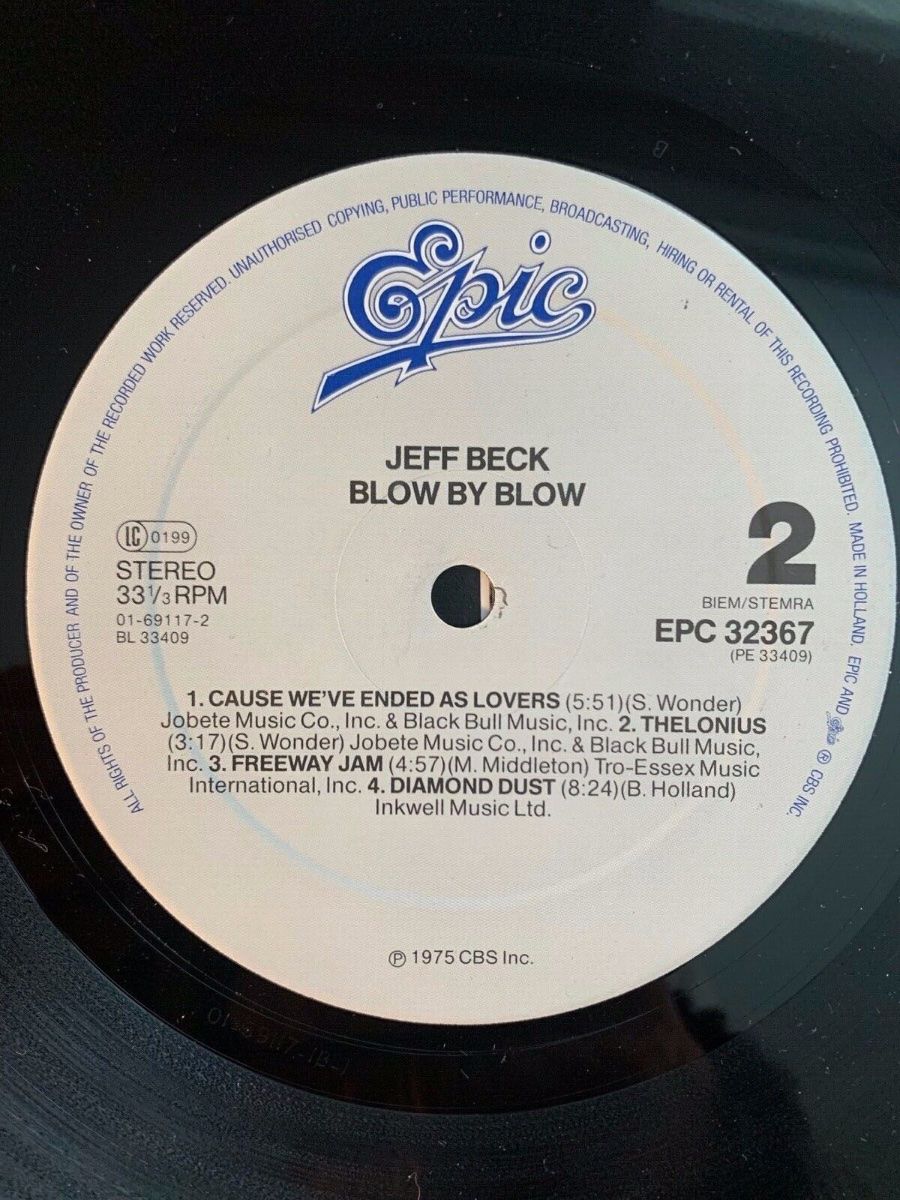 ALL RIGHTS OF THE PRODUCER AND OF THE OWNER OF THE RECORDED WORK RESERVED. UNAUTHORISED COPYING, PUBLIC PERFORMANCE, BROADCASTING, HIRING OR RENTAL OF THIS RECORDING PROHIBITED. MADE IN HOLLAND. EPIC AND Epic ℗ CBS INC.
Epic
JEFF BECK
BLOW BY BLOW
LC 0199
STEREO
33⅓ RPM
01-69117-2
BL 33409
2
BIEM/STEMRA
EPC 32367
(PE 33409)
1. CAUSE WE'VE ENDED AS LOVERS (5:51)(S. Wonder)
Jobete Music Co., Inc. & Black Bull Music, Inc. 2. THELONIUS
(3:17)(S. Wonder) Jobete Music Co., Inc. & Black Bull Music,
Inc. 3. FREEWAY JAM (4:57)(M. Middleton) Tro-Essex Music
International, Inc. 4. DIAMOND DUST (8:24)(B. Holland)
Inkwell Music Ltd.
℗ 1975 CBS Inc.